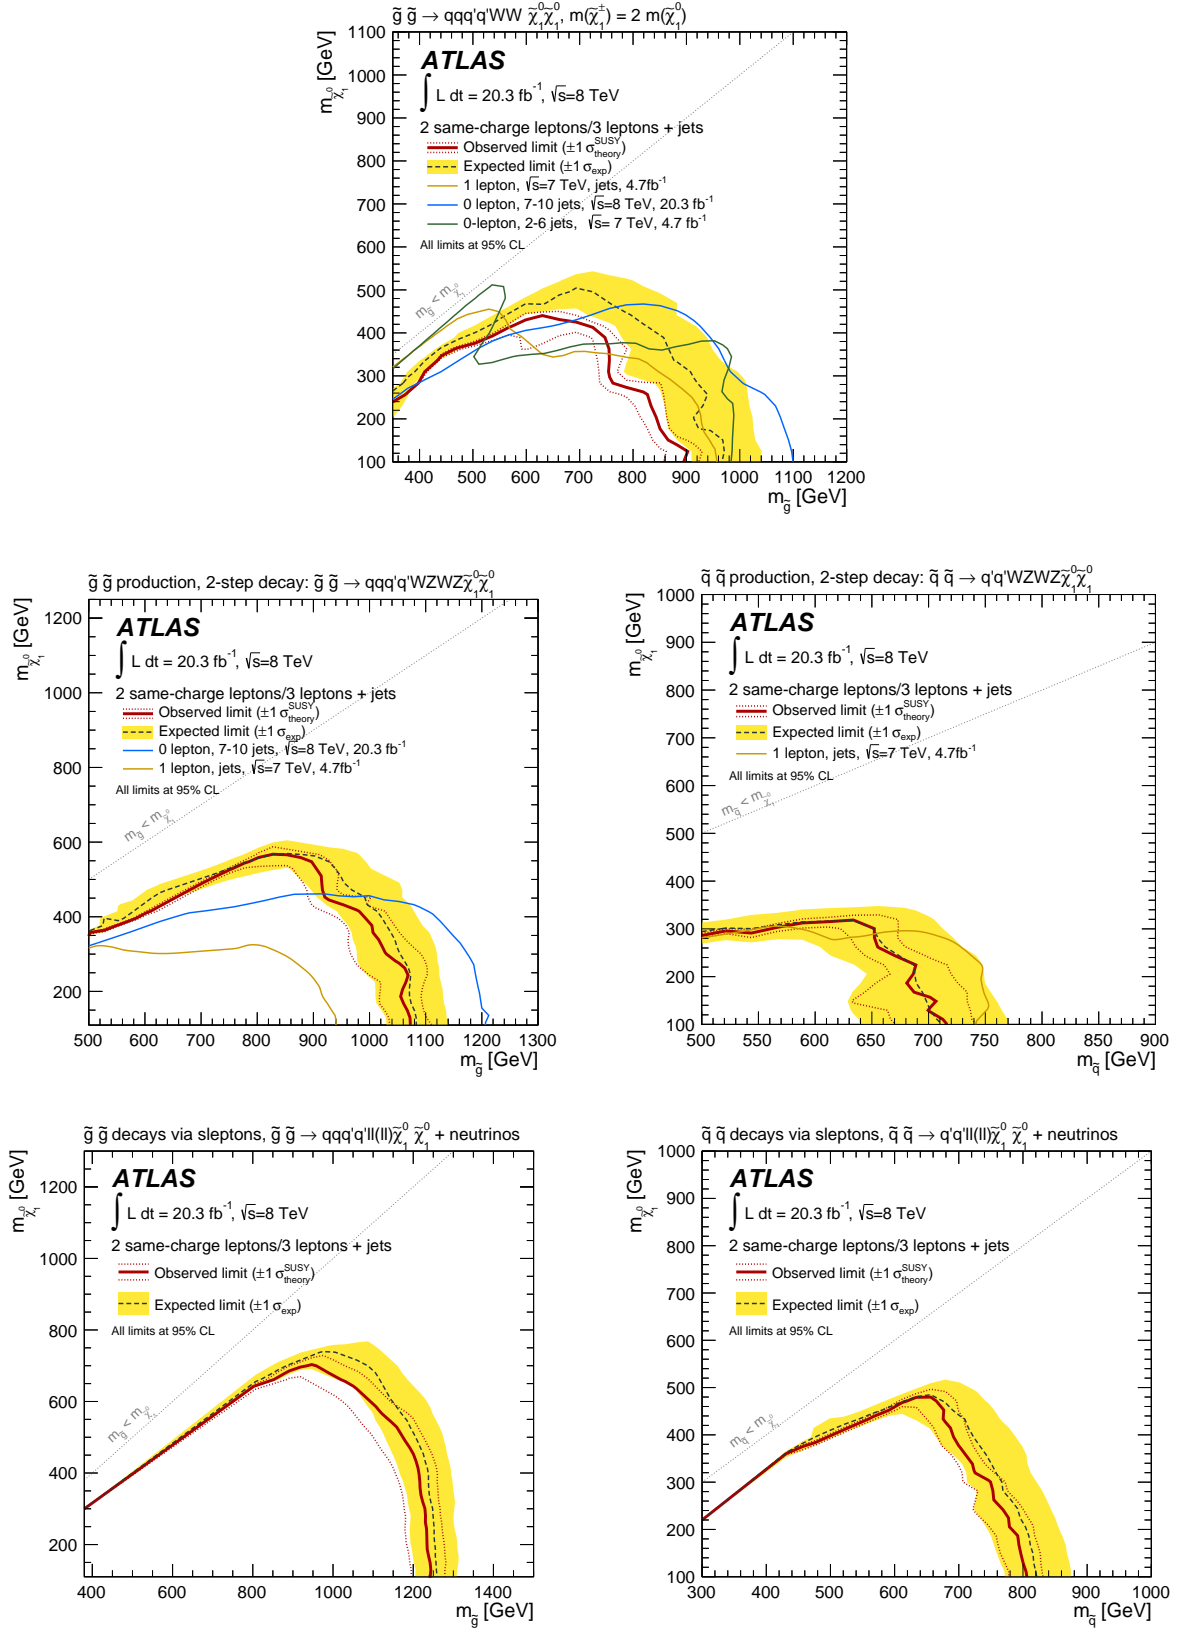 g̃ g̃ → qqq'q'WW χ̃₁⁰χ̃₁⁰, m(χ̃₁±) = 2 m(χ̃₁⁰)
m_χ̃₁⁰ [GeV]
ATLAS
∫ L dt = 20.3 fb⁻¹, √s=8 TeV
2 same-charge leptons/3 leptons + jets
Observed limit (±1 σ_theory^SUSY)
Expected limit (±1 σ_exp)
1 lepton, √s=7 TeV, jets, 4.7fb⁻¹
0 lepton, 7-10 jets, √s=8 TeV, 20.3 fb⁻¹
0-lepton, 2-6 jets, √s= 7 TeV, 4.7 fb⁻¹
All limits at 95% CL
m_g̃ < m_χ̃₁⁰
1100
1000
900
800
700
600
500
400
300
200
100
400 500 600 700 800 900 1000 1100 1200
m_g̃ [GeV]
g̃ g̃ production, 2-step decay: g̃ g̃ → qqq'q'WZWZχ̃₁⁰χ̃₁⁰
m_χ̃₁⁰ [GeV]
ATLAS
∫ L dt = 20.3 fb⁻¹, √s=8 TeV
2 same-charge leptons/3 leptons + jets
Observed limit (±1 σ_theory^SUSY)
Expected limit (±1 σ_exp)
0 lepton, 7-10 jets, √s=8 TeV, 20.3 fb⁻¹
1 lepton, jets, √s=7 TeV, 4.7fb⁻¹
All limits at 95% CL
m_g̃ < m_χ̃₁⁰
1200
1000
800
600
400
200
500 600 700 800 900 1000 1100 1200 1300
m_g̃ [GeV]
q̃ q̃ production, 2-step decay: q̃ q̃ → q'q'WZWZχ̃₁⁰χ̃₁⁰
m_χ̃₁⁰ [GeV]
ATLAS
∫ L dt = 20.3 fb⁻¹, √s=8 TeV
2 same-charge leptons/3 leptons + jets
Observed limit (±1 σ_theory^SUSY)
Expected limit (±1 σ_exp)
1 lepton, jets, √s=7 TeV, 4.7fb⁻¹
All limits at 95% CL
m_q̃ < m_χ̃₁⁰
1000
900
800
700
600
500
400
300
200
100
500 550 600 650 700 750 800 850 900
m_q̃ [GeV]
g̃ g̃ decays via sleptons, g̃ g̃ → qqq'q'll(ll)χ̃₁⁰ χ̃₁⁰ + neutrinos
m_χ̃₁⁰ [GeV]
ATLAS
∫ L dt = 20.3 fb⁻¹, √s=8 TeV
2 same-charge leptons/3 leptons + jets
Observed limit (±1 σ_theory^SUSY)
Expected limit (±1 σ_exp)
All limits at 95% CL
m_g̃ < m_χ̃₁⁰
1200
1000
800
600
400
200
400 600 800 1000 1200 1400
m_g̃ [GeV]
q̃ q̃ decays via sleptons, q̃ q̃ → q'q'll(ll)χ̃₁⁰ χ̃₁⁰ + neutrinos
m_χ̃₁⁰ [GeV]
ATLAS
∫ L dt = 20.3 fb⁻¹, √s=8 TeV
2 same-charge leptons/3 leptons + jets
Observed limit (±1 σ_theory^SUSY)
Expected limit (±1 σ_exp)
All limits at 95% CL
m_q̃ < m_χ̃₁⁰
1000
900
800
700
600
500
400
300
200
100
300 400 500 600 700 800 900 1000
m_q̃ [GeV]